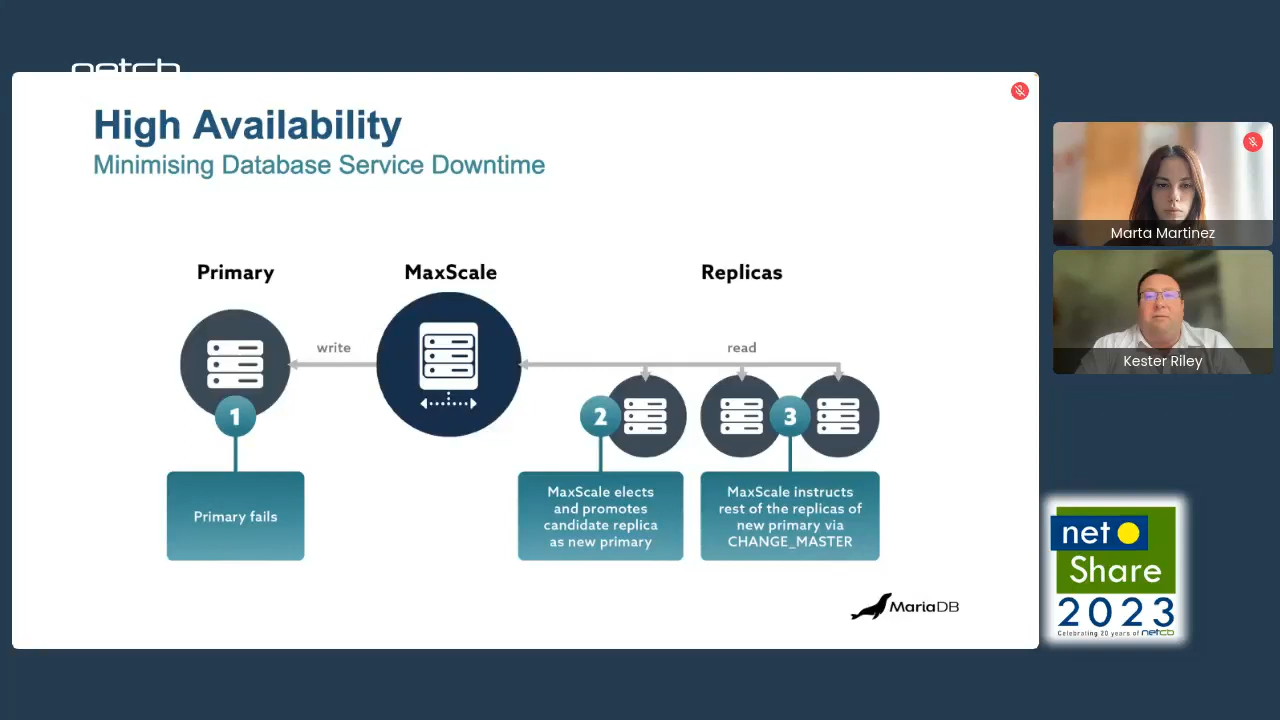 netcb
High Availability
Minimising Database Service Downtime
Primary
MaxScale
Replicas
write
read
1
2
3
Primary fails
MaxScale elects
and promotes
candidate replica
as new primary
MaxScale instructs
rest of the replicas of
new primary via
CHANGE_MASTER
MariaDB
Marta Martinez
Kester Riley
net
Share
2023
Celebrating 20 years of netcb